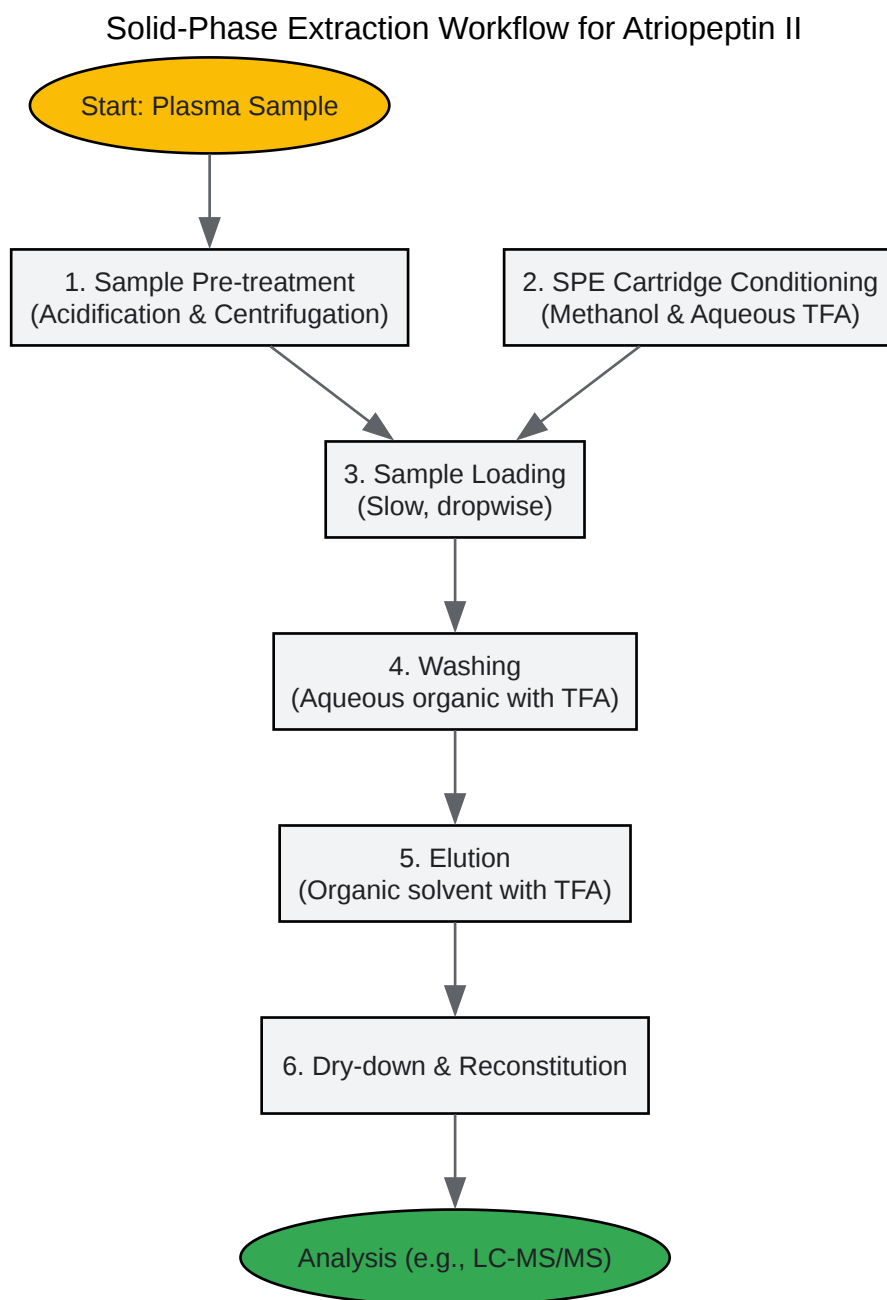 Solid-Phase Extraction Workflow for Atriopeptin II
Start: Plasma Sample
1. Sample Pre-treatment
(Acidification & Centrifugation)
2. SPE Cartridge Conditioning
(Methanol & Aqueous TFA)
3. Sample Loading
(Slow, dropwise)
4. Washing
(Aqueous organic with TFA)
5. Elution
(Organic solvent with TFA)
6. Dry-down & Reconstitution
Analysis (e.g., LC-MS/MS)